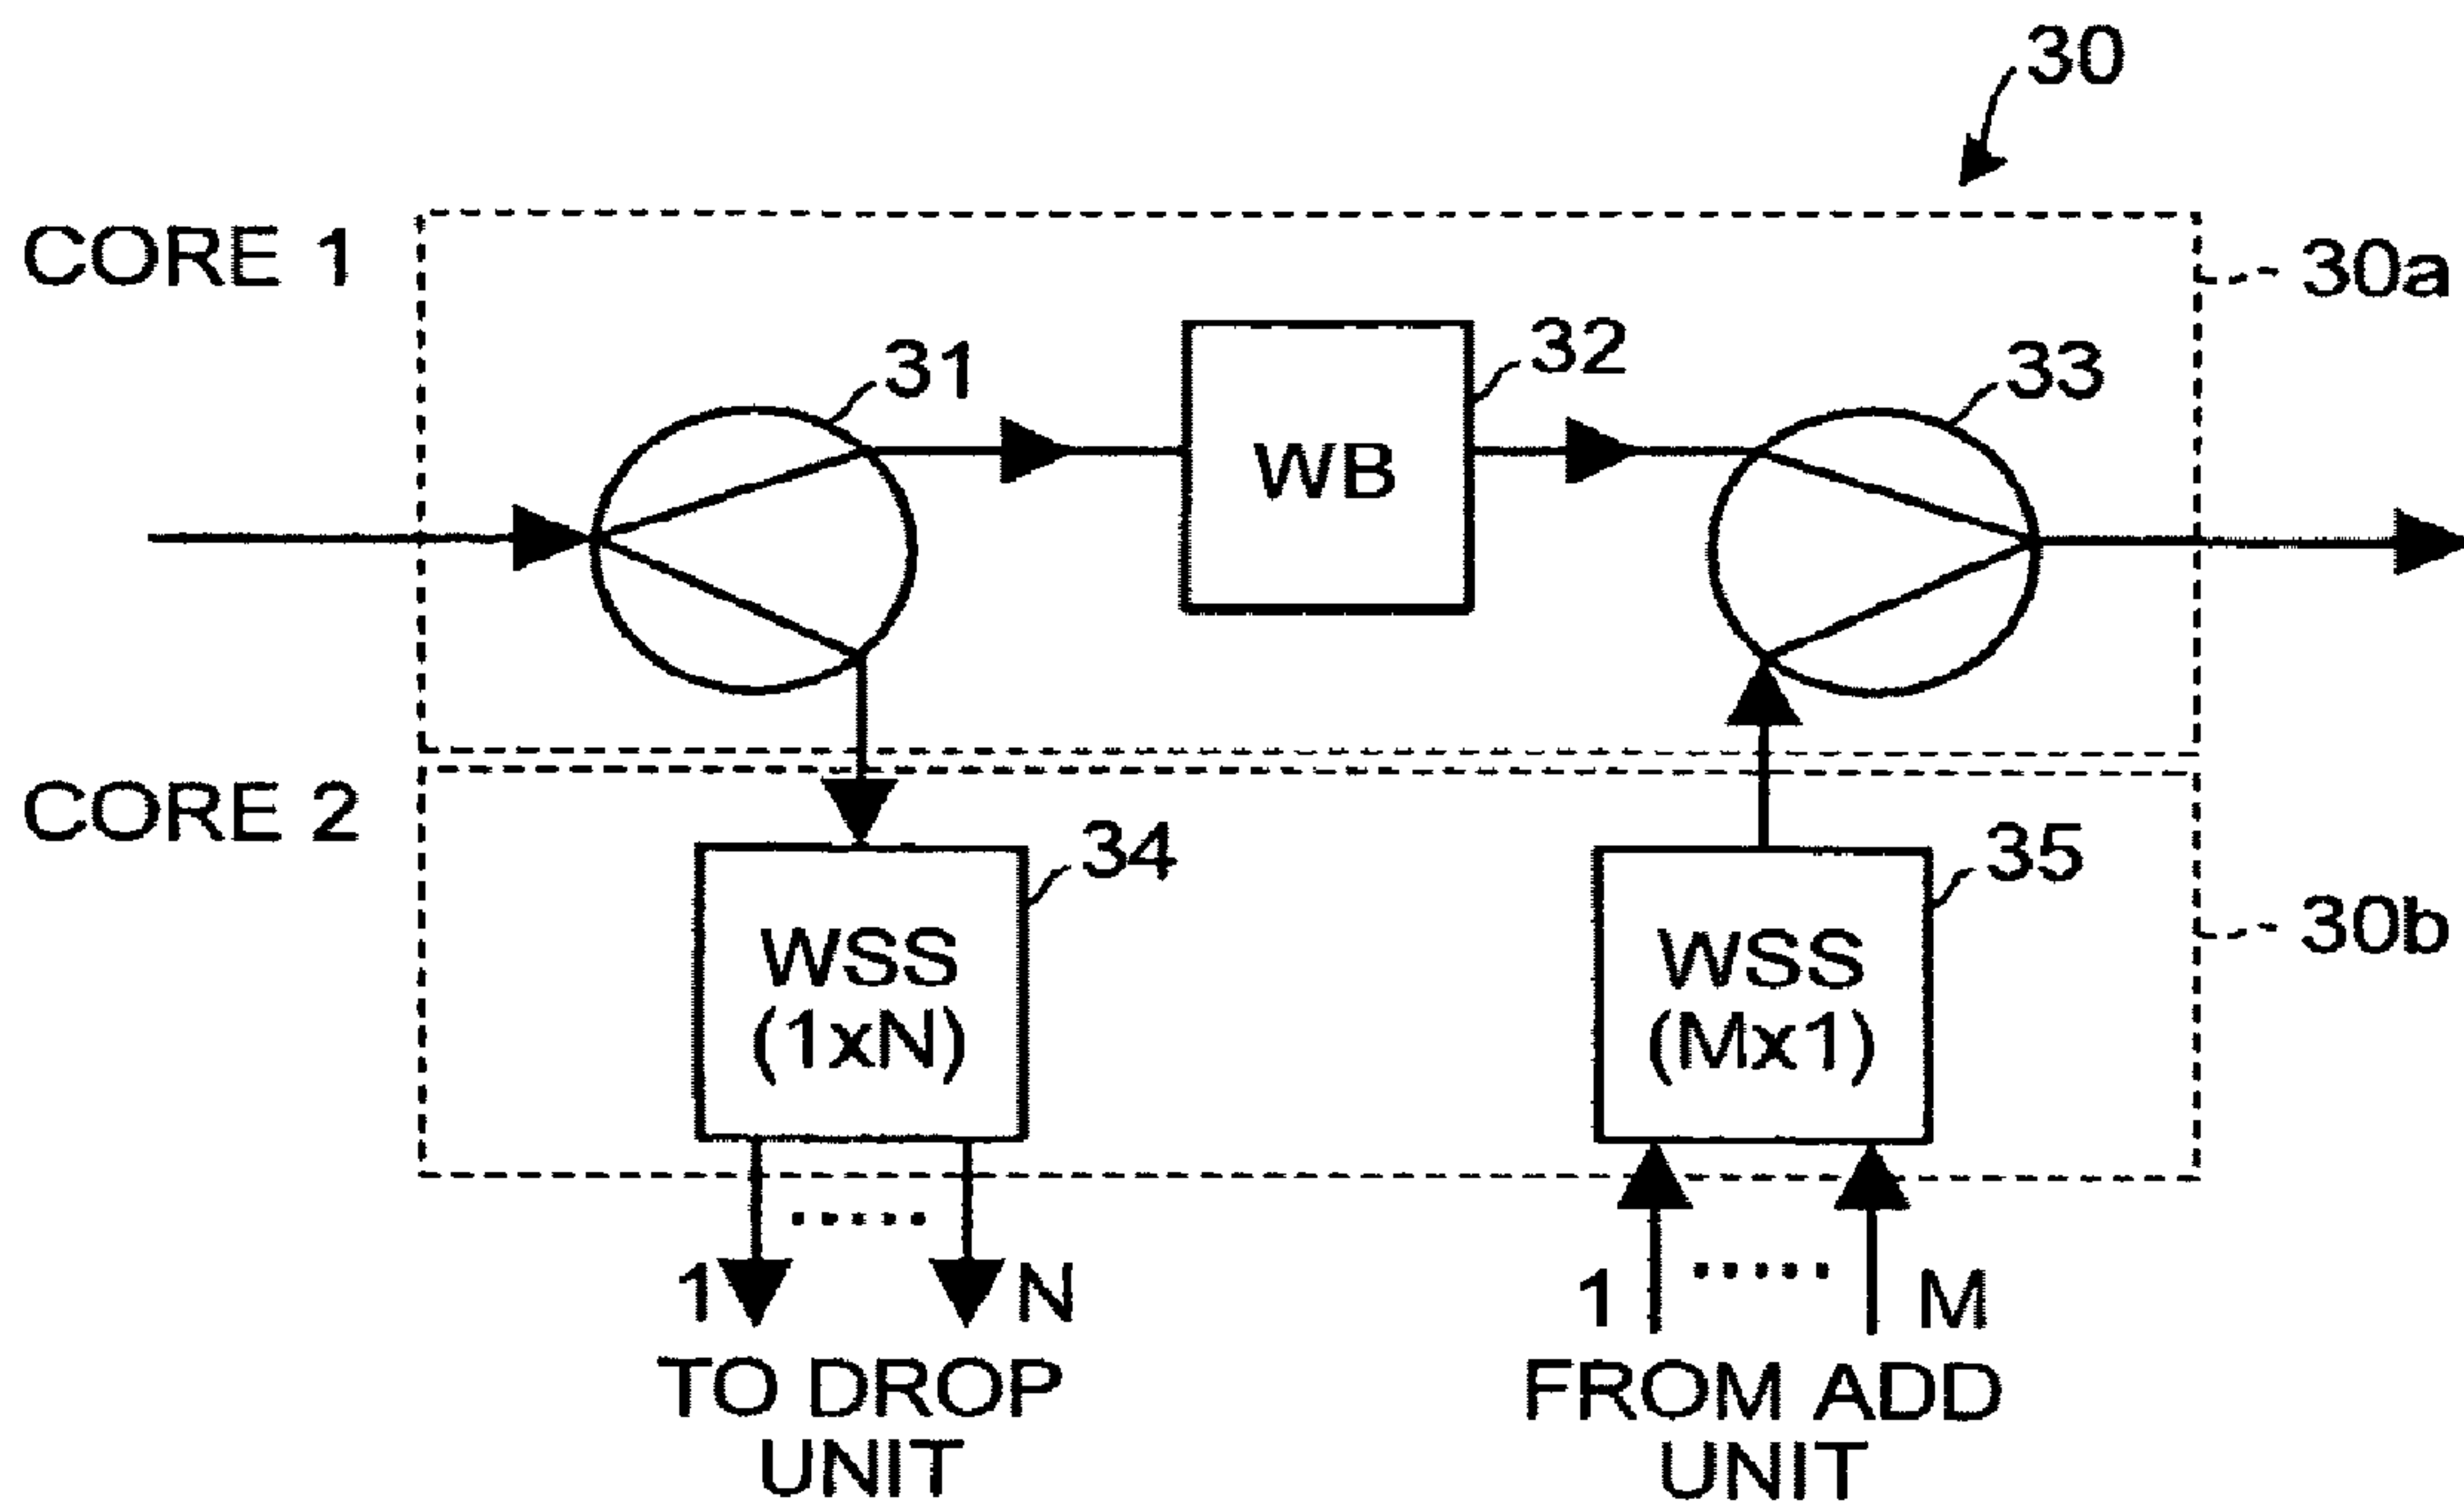 30
CORE 1
30a
31
32
33
WB
CORE 2
34
35
30b
WSS
(1xN)
WSS
(Mx1)
1
.....
N
1
.....
M
TO DROP
UNIT
FROM ADD
UNIT